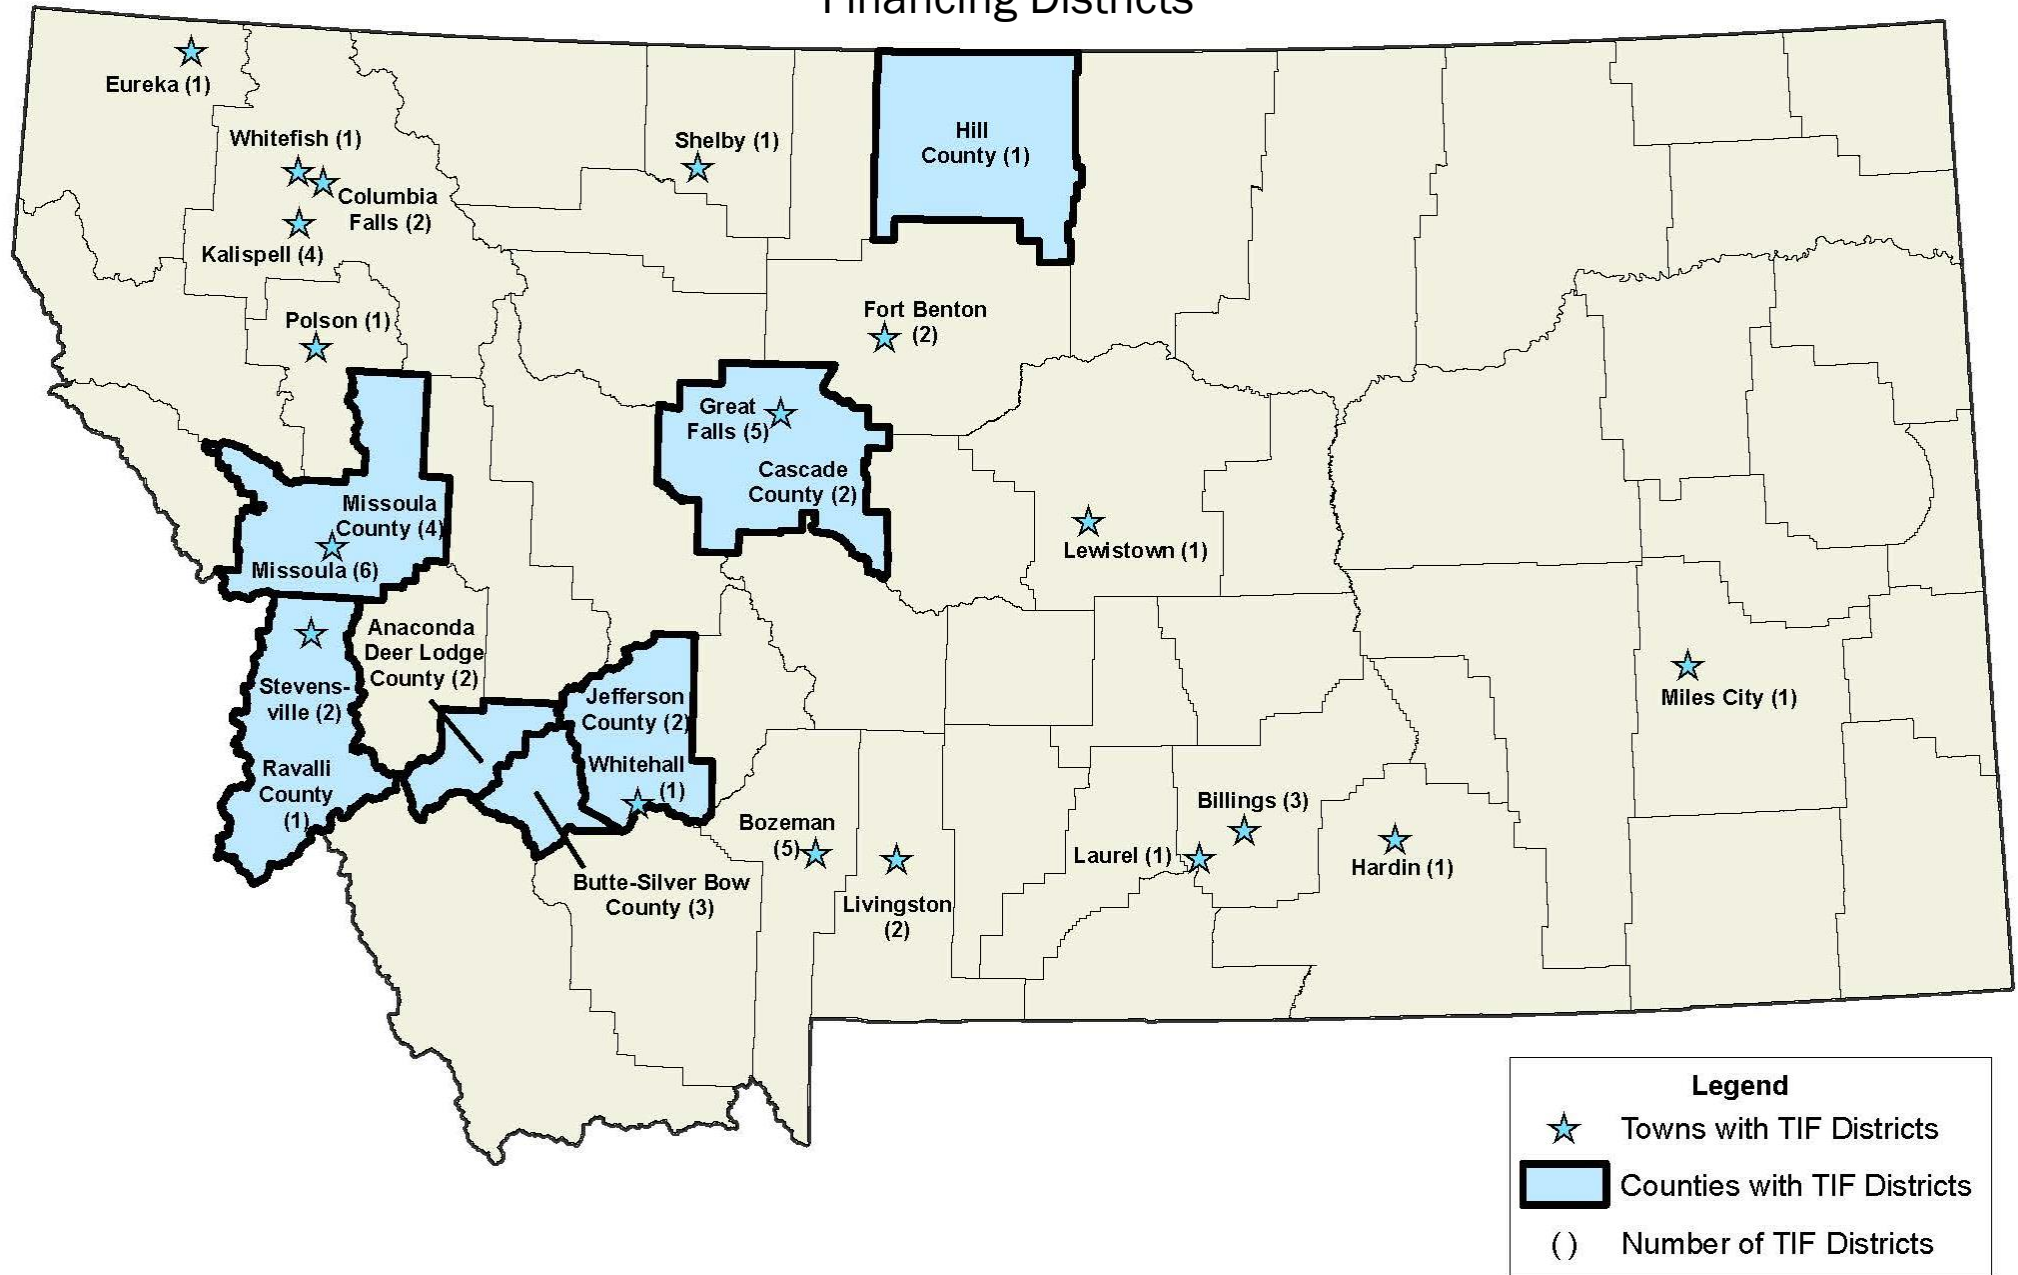 Financing Districts
Eureka (1)
Whitefish (1)
Columbia
Falls (2)
Kalispell (4)
Shelby (1)
Hill
County (1)
Polson (1)
Fort Benton
(2)
Great
Falls (5)
Cascade
County (2)
Missoula
County (4)
Missoula (6)
Lewistown (1)
Anaconda
Deer Lodge
County (2)
Stevens-
ville (2)
Ravalli
County
(1)
Jefferson
County (2)
Whitehall
(1)
Miles City (1)
Bozeman
(5)
Billings (3)
Laurel (1)
Hardin (1)
Butte-Silver Bow
County (3)
Livingston
(2)
Legend
Towns with TIF Districts
Counties with TIF Districts
( ) Number of TIF Districts